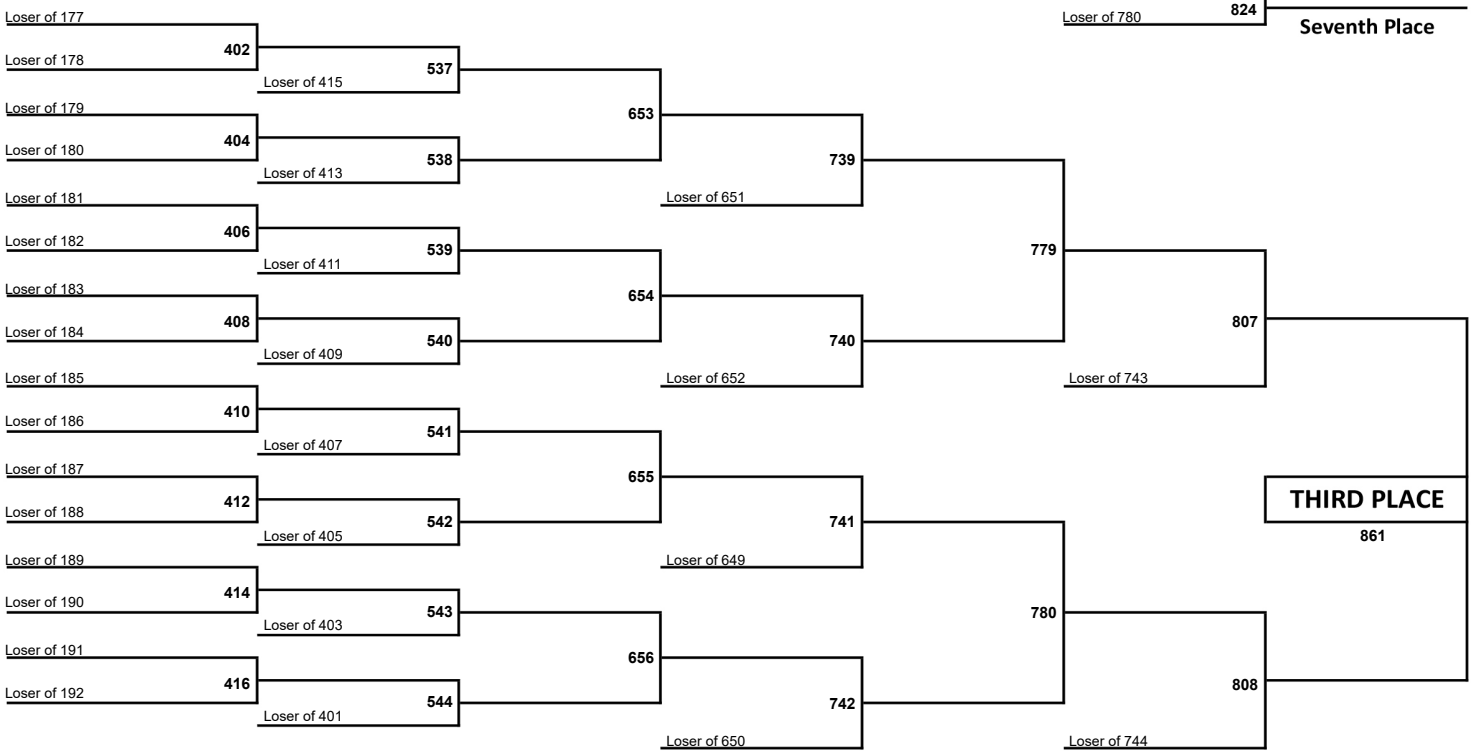 Loser of 177
402
Loser of 178
Loser of 415
537
Loser of 179
404
Loser of 180
Loser of 413
538
653
Loser of 181
406
Loser of 182
Loser of 411
539
Loser of 183
408
Loser of 184
Loser of 409
540
654
Loser of 185
410
Loser of 186
Loser of 407
541
Loser of 187
412
Loser of 188
Loser of 405
542
655
Loser of 189
414
Loser of 190
Loser of 403
543
Loser of 191
416
Loser of 192
Loser of 401
544
656
739
Loser of 651
740
Loser of 652
741
Loser of 649
742
Loser of 650
779
780
Loser of 780
824
Seventh Place
807
Loser of 743
808
Loser of 744
THIRD PLACE
861